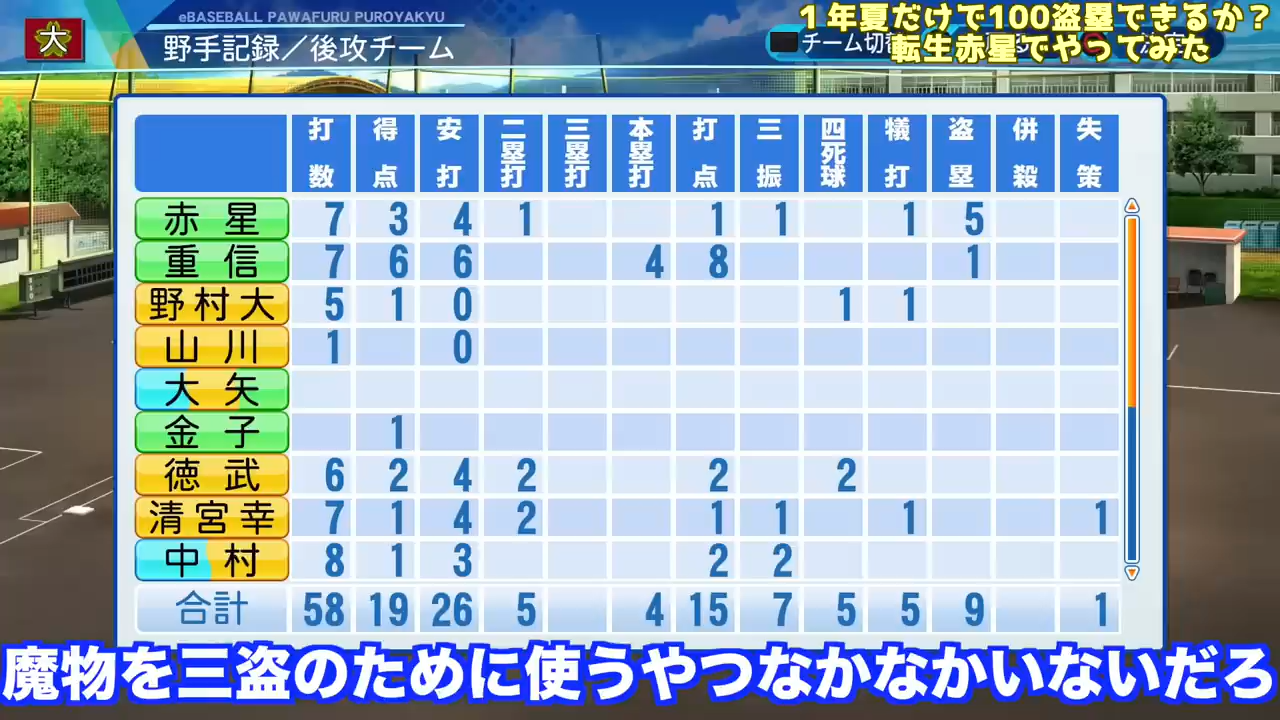 eBASEBALL PAWAFURU PUROYAKYU
大
野手記録／後攻チーム
チーム切替
１年夏だけで100盗塁できるか？
転生赤星でやってみた
打数 得点 安打 二塁打 三塁打 本塁打 打点 三振 四死球 犠打 盗塁 併殺 失策
赤星 7 3 4 1 1 1 1 5
重信 7 6 6 4 8 1
野村大 5 1 0 1 1
山川 1 0
大矢
金子 1
徳武 6 2 4 2 2 2
清宮幸 7 1 4 2 1 1 1 1
中村 8 1 3 2 2
合計 58 19 26 5 4 15 7 5 5 9 1
魔物を三盗のために使うやつなかなかいないだろ